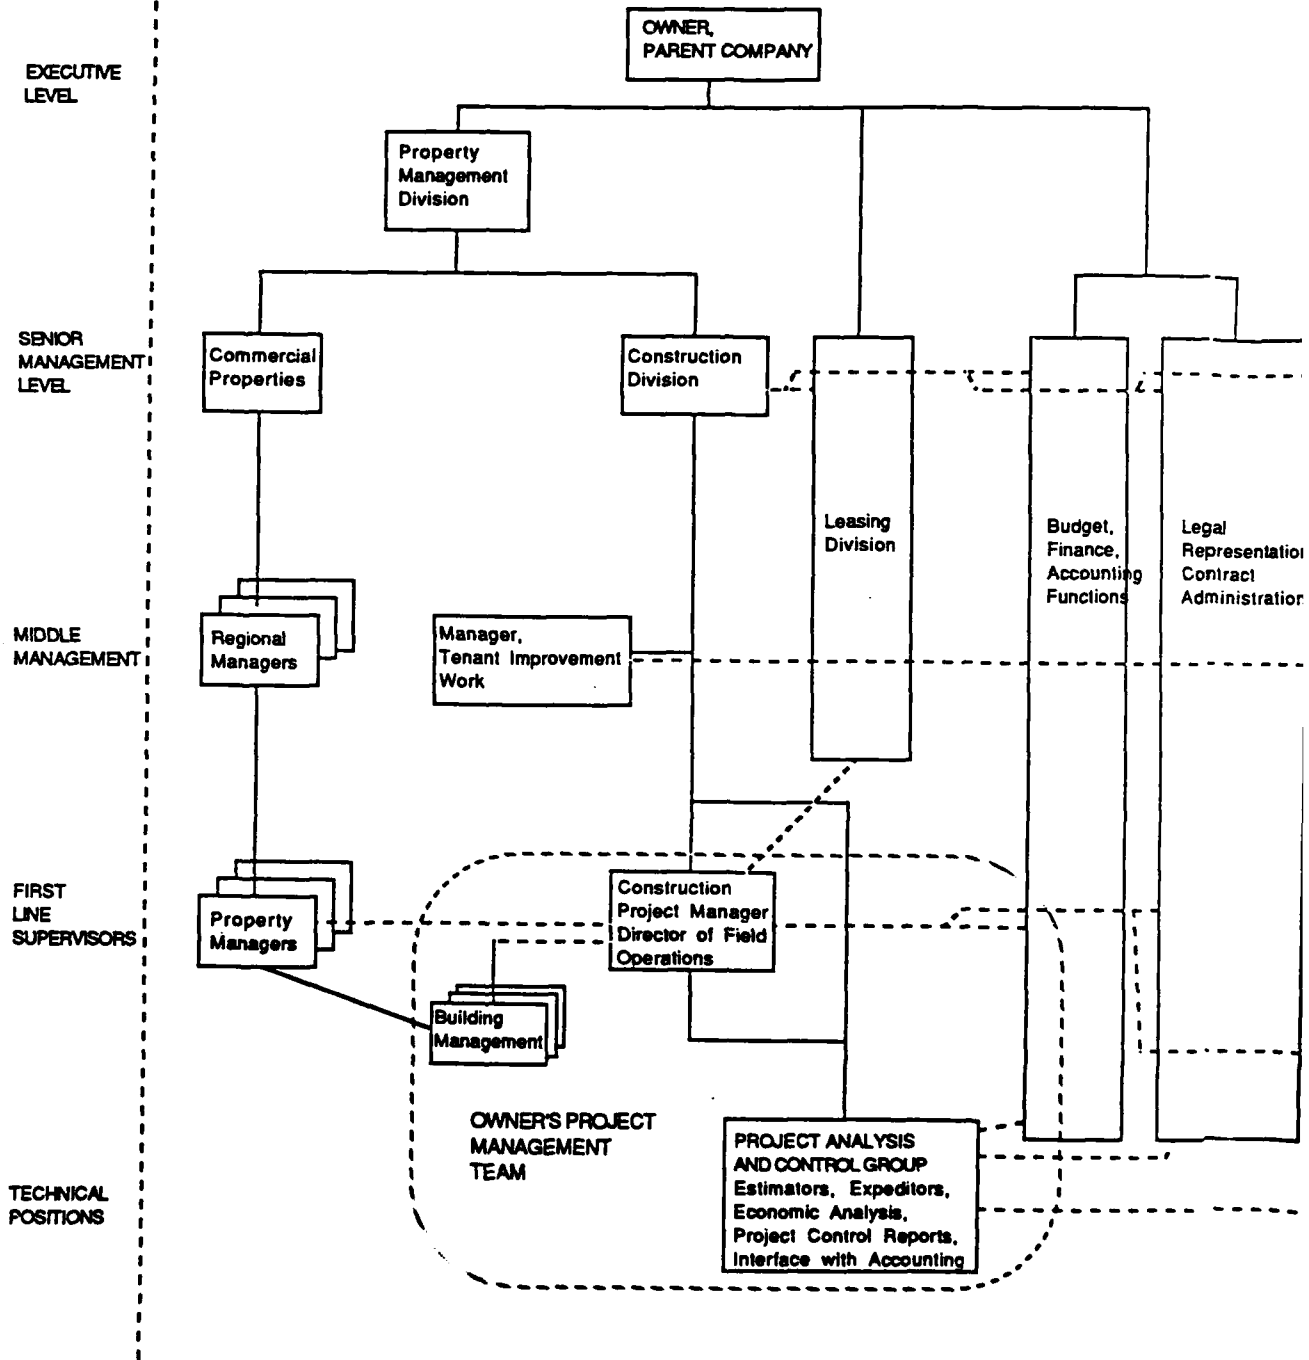 OWNER,
PARENT COMPANY
EXECUTIVE
LEVEL
Property
Management
Division
SENIOR
MANAGEMENT
LEVEL
Commercial
Properties
Construction
Division
Leasing
Division
Budget,
Finance,
Accounting
Functions
Legal
Representation
Contract
Administration
MIDDLE
MANAGEMENT
Regional
Managers
Manager,
Tenant Improvement
Work
FIRST
LINE
SUPERVISORS
Property
Managers
Construction
Project Manager
Director of Field
Operations
Building
Management
OWNER'S PROJECT
MANAGEMENT
TEAM
TECHNICAL
POSITIONS
PROJECT ANALYSIS
AND CONTROL GROUP
Estimators, Expeditors,
Economic Analysis,
Project Control Reports,
Interface with Accounting